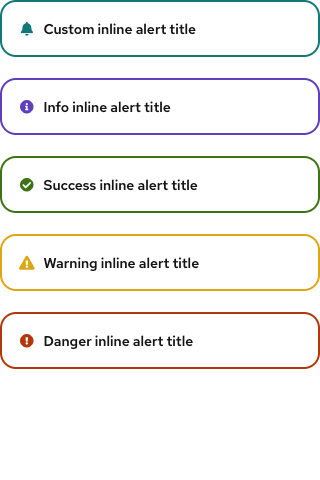 Custom inline alert title
Info inline alert title
Success inline alert title
Warning inline alert title
Danger inline alert title